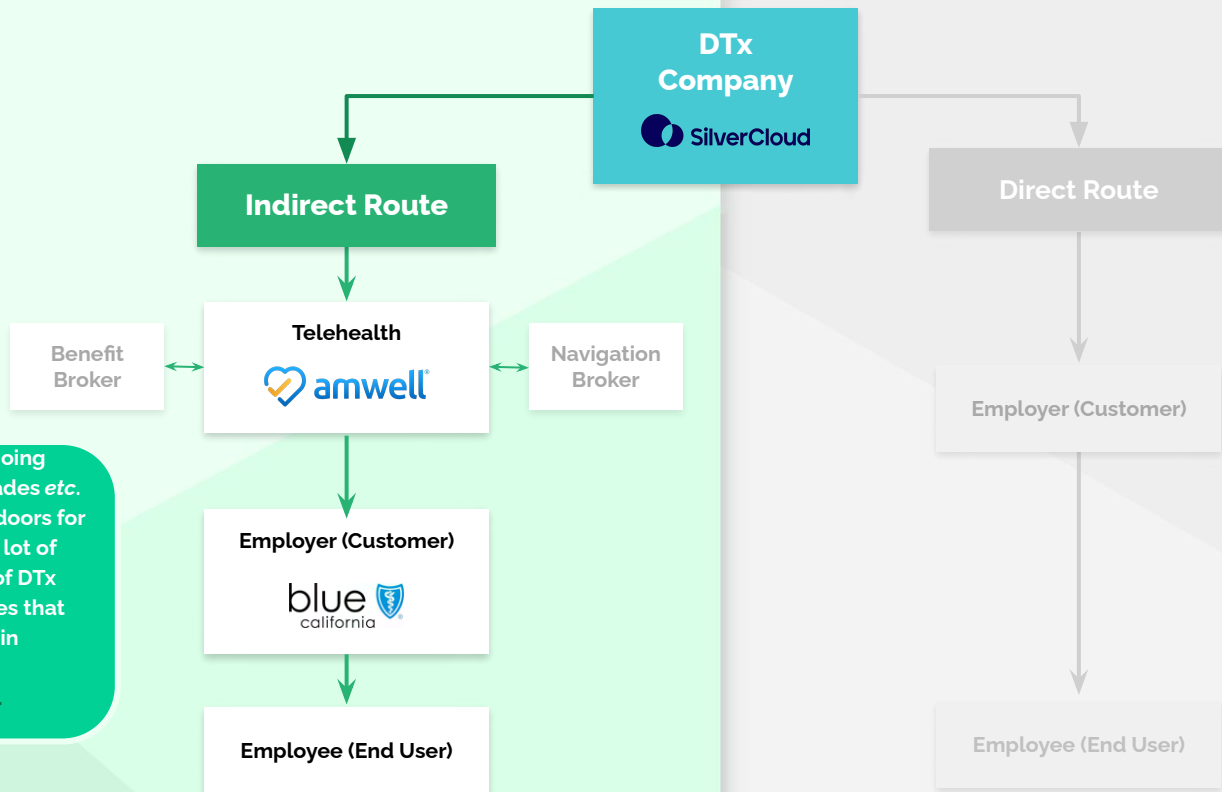 DTx
Company
SilverCloud
Indirect Route
Direct Route
Telehealth
amwell®
Benefit
Broker
Navigation
Broker
Employer (Customer)
oing
ades etc.
doors for
lot of
of DTx
es that
in
.
Employer (Customer)
blue
california
Employee (End User)
Employee (End User)